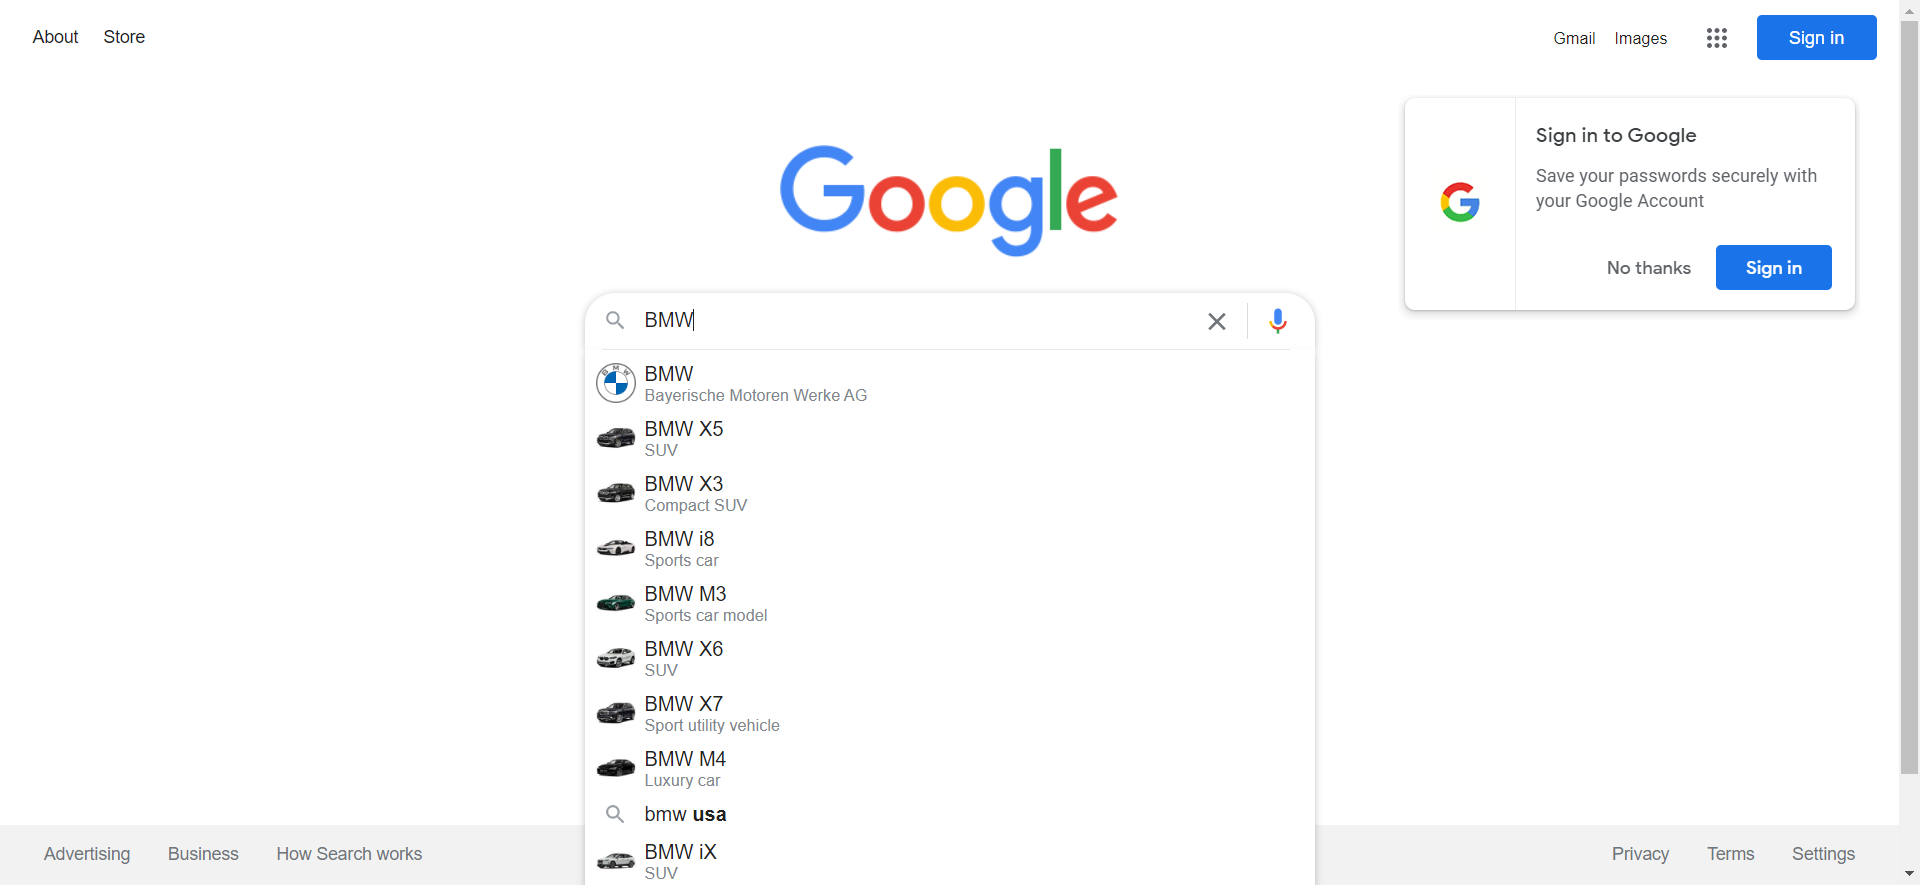 About Store
Gmail Images Sign in
Google
Sign in to Google
Save your passwords securely with
your Google Account
No thanks Sign in
BMW
BMW
Bayerische Motoren Werke AG
BMW X5
SUV
BMW X3
Compact SUV
BMW i8
Sports car
BMW M3
Sports car model
BMW X6
SUV
BMW X7
Sport utility vehicle
BMW M4
Luxury car
bmw usa
BMW iX
SUV
Advertising Business How Search works
Privacy Terms Settings